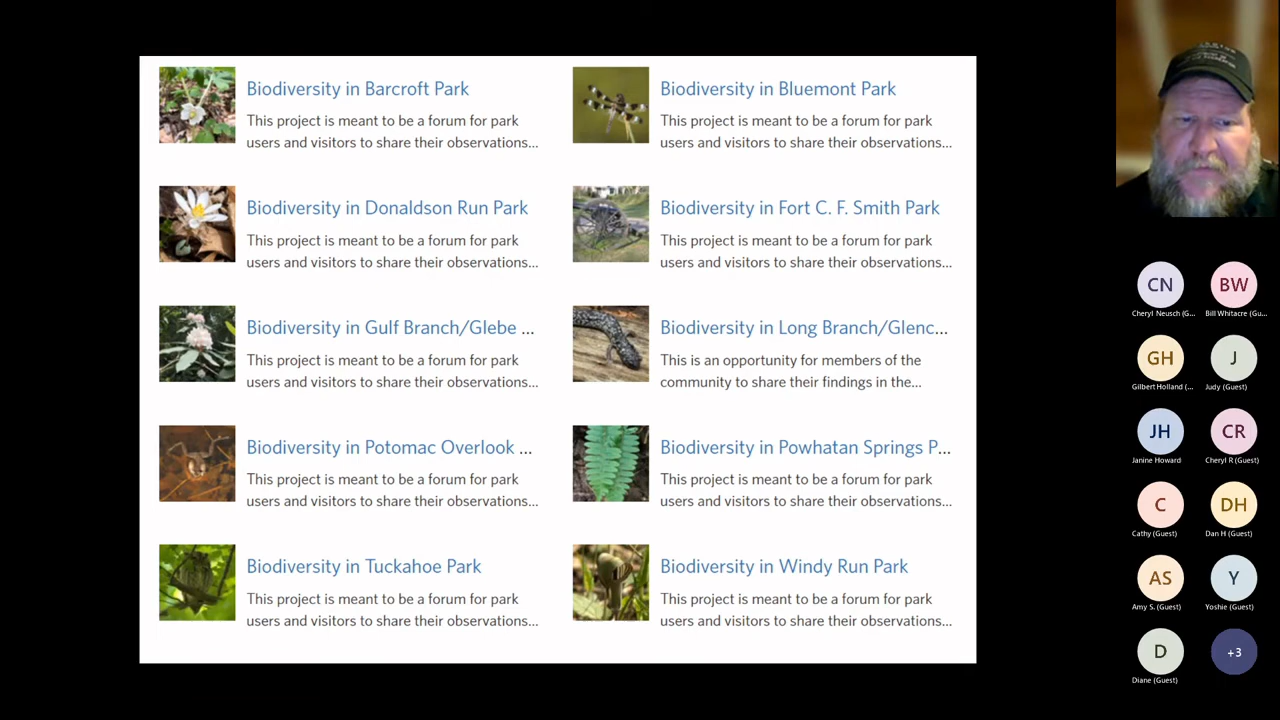 Biodiversity in Barcroft Park
This project is meant to be a forum for park
users and visitors to share their observations...
Biodiversity in Bluemont Park
This project is meant to be a forum for park
users and visitors to share their observations...
Biodiversity in Donaldson Run Park
This project is meant to be a forum for park
users and visitors to share their observations...
Biodiversity in Fort C. F. Smith Park
This project is meant to be a forum for park
users and visitors to share their observations...
Biodiversity in Gulf Branch/Glebe ...
This project is meant to be a forum for park
users and visitors to share their observations...
Biodiversity in Long Branch/Glenc...
This is an opportunity for members of the
community to share their findings in the...
Biodiversity in Potomac Overlook ...
This project is meant to be a forum for park
users and visitors to share their observations...
Biodiversity in Powhatan Springs P...
This project is meant to be a forum for park
users and visitors to share their observations...
Biodiversity in Tuckahoe Park
This project is meant to be a forum for park
users and visitors to share their observations...
Biodiversity in Windy Run Park
This project is meant to be a forum for park
users and visitors to share their observations...
CN
Cheryl Neusch (G...
BW
Bill Whitacre (Gu...
GH
Gilbert Holland (...
J
Judy (Guest)
JH
Janine Howard
CR
Cheryl R (Guest)
C
Cathy (Guest)
DH
Dan H (Guest)
AS
Amy S. (Guest)
Y
Yoshie (Guest)
D
Diane (Guest)
+3